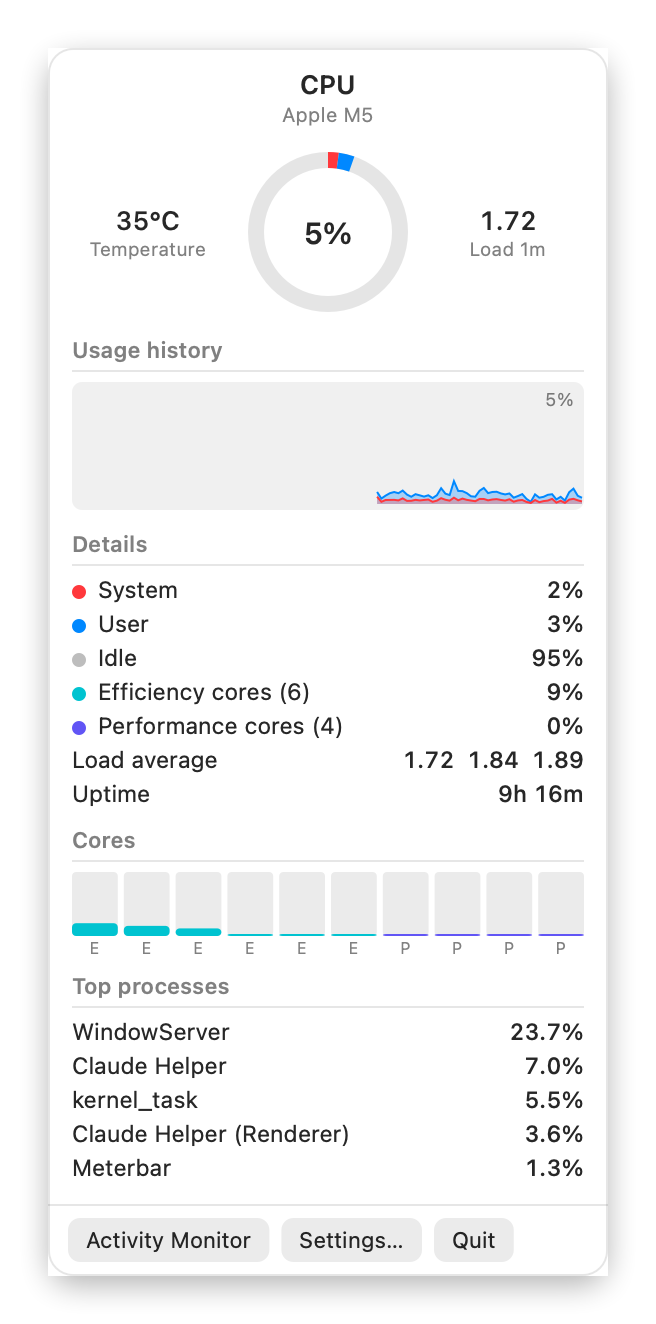 CPU
Apple M5
35°C
Temperature
5%
1.72
Load 1m
Usage history
5%
Details
System 2%
User 3%
Idle 95%
Efficiency cores (6) 9%
Performance cores (4) 0%
Load average 1.72 1.84 1.89
Uptime 9h 16m
Cores
E E E E E E P P P P
Top processes
WindowServer 23.7%
Claude Helper 7.0%
kernel_task 5.5%
Claude Helper (Renderer) 3.6%
Meterbar 1.3%
Activity Monitor Settings... Quit